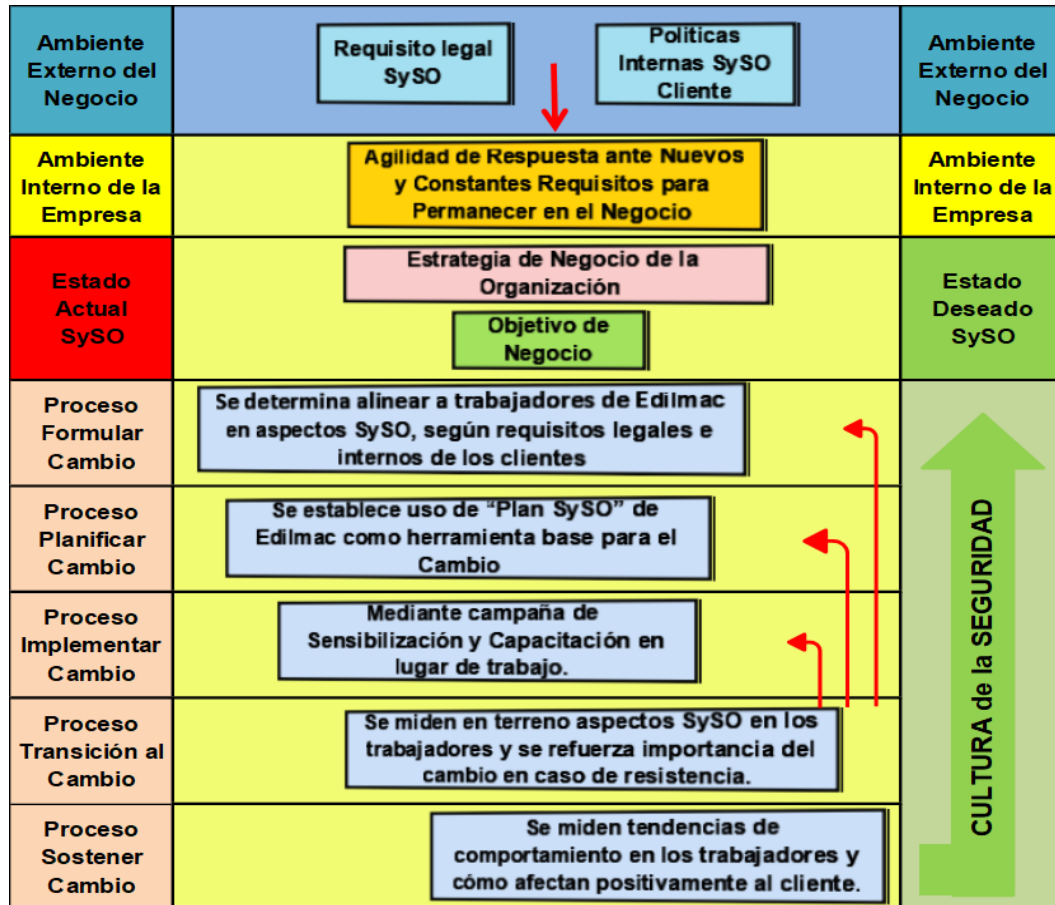 Ambiente
Externo del
Negocio
Requisito legal
SySO
Politicas
Internas SySO
Cliente
Ambiente
Externo del
Negocio
Ambiente
Interno de la
Empresa
Agilidad de Respuesta ante Nuevos
y Constantes Requisitos para
Permanecer en el Negocio
Ambiente
Interno de la
Empresa
Estado
Actual
SySO
Estrategia de Negocio de la
Organización
Objetivo de
Negocio
Estado
Deseado
SySO
Proceso
Formular
Cambio
Se determina alinear a trabajadores de Edilmac
en aspectos SySO, según requisitos legales e
internos de los clientes
Proceso
Planificar
Cambio
Se establece uso de “Plan SySO” de
Edilmac como herramienta base para el
Cambio
Proceso
Implementar
Cambio
Mediante campaña de
Sensibilización y Capacitación en
lugar de trabajo.
Proceso
Transición al
Cambio
Se miden en terreno aspectos SySO en los
trabajadores y se refuerza importancia del
cambio en caso de resistencia.
Proceso
Sostener
Cambio
Se miden tendencias de
comportamiento en los trabajadores y
cómo afectan positivamente al cliente.
CULTURA de la SEGURIDAD